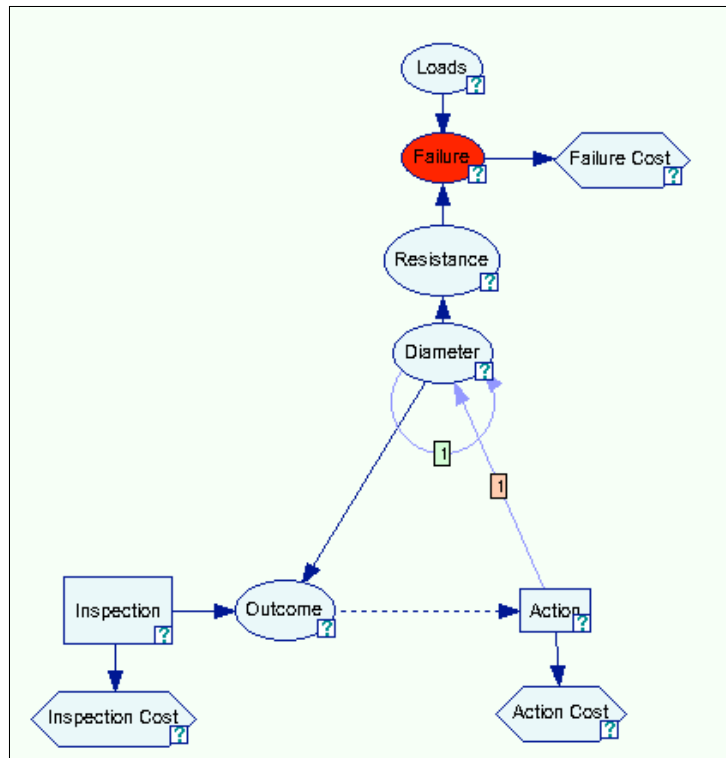 Loads
?
Failure
?
Failure Cost
?
Resistance
?
Diameter
?
1
1
Inspection
?
Outcome
?
Action
?
Inspection Cost
?
Action Cost
?